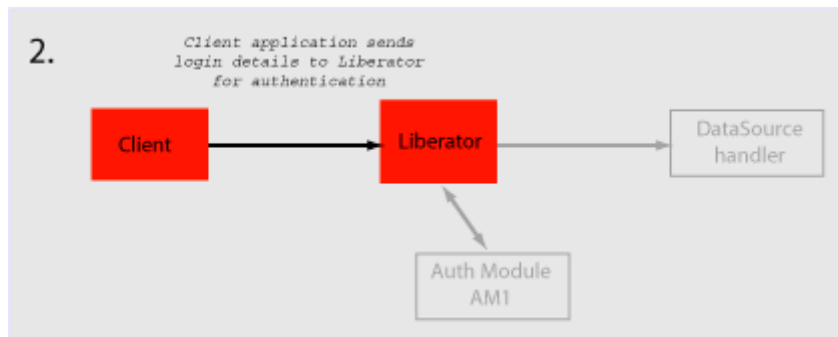 2.
Client application sends
login details to Liberator
for authentication
Client
Liberator
DataSource
handler
Auth Module
AM1